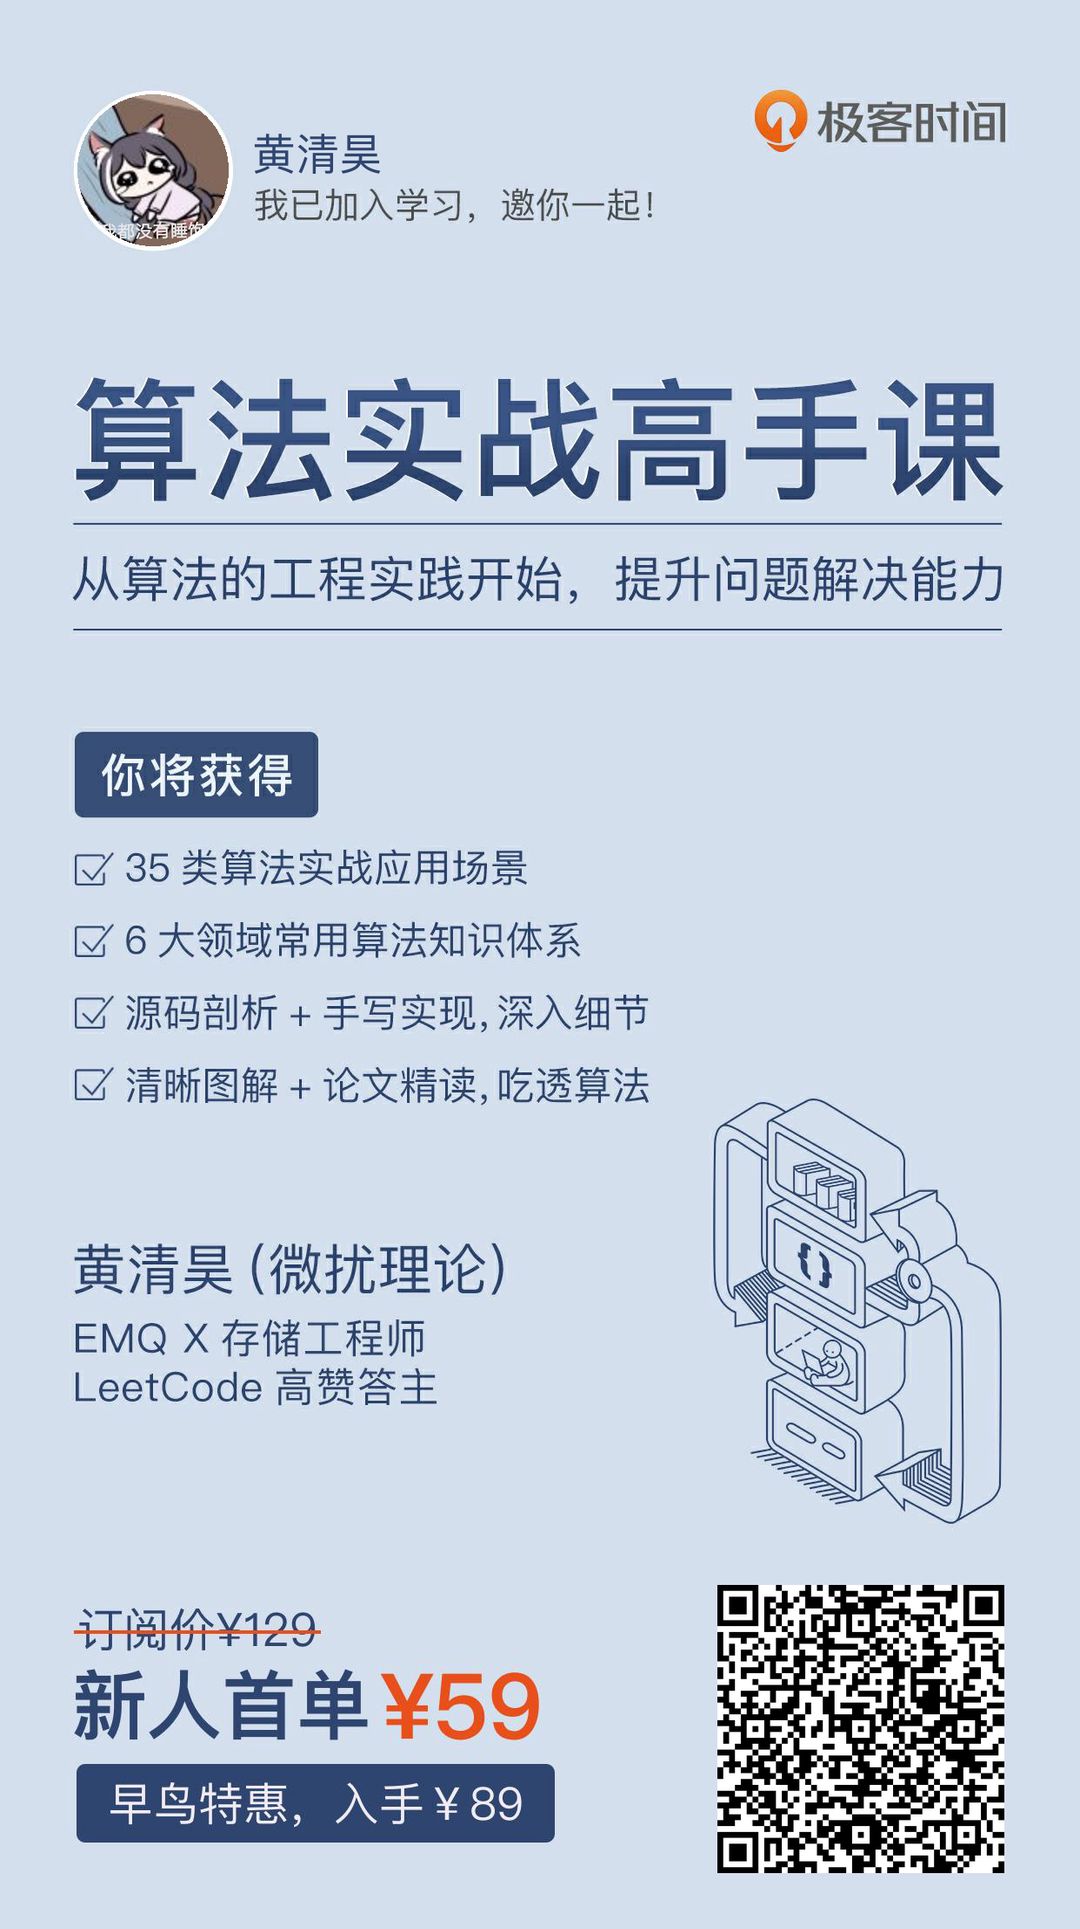 黄清昊
我已加入学习，邀你一起！
极客时间
都没有睡
算法实战高手课
从算法的工程实践开始，提升问题解决能力
你将获得
35 类算法实战应用场景
6 大领域常用算法知识体系
源码剖析 + 手写实现, 深入细节
清晰图解 + 论文精读, 吃透算法
{ }
黄清昊（微扰理论）
EMQ X 存储工程师
LeetCode 高赞答主
订阅价¥129
新人首单¥59
早鸟特惠，入手 ¥ 89